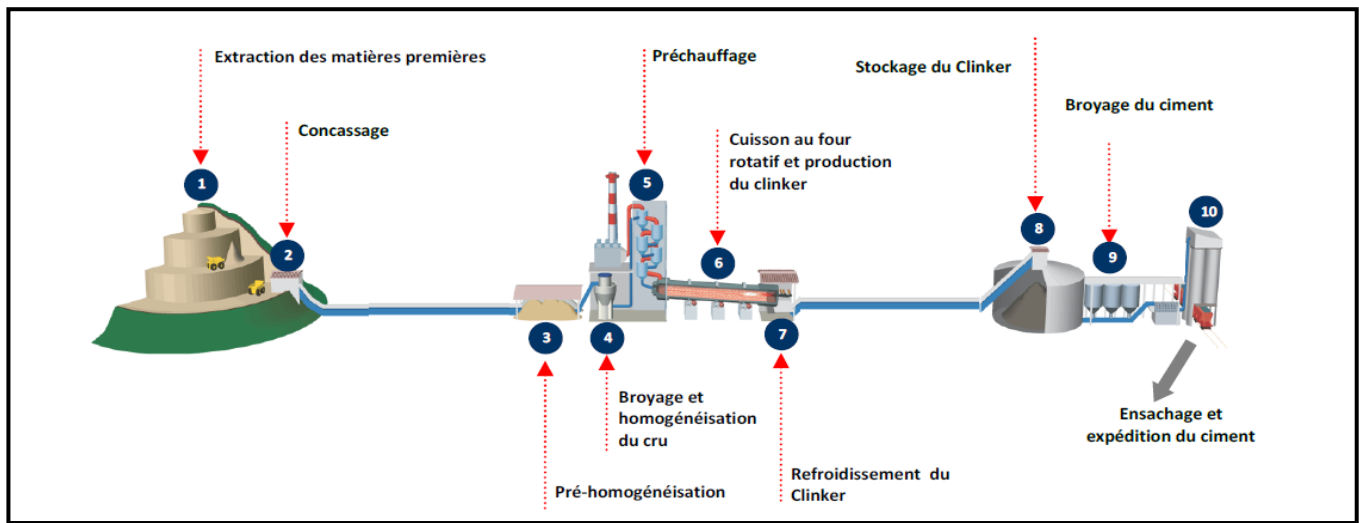 Extraction des matières premières
Concassage
Préchauffage
Cuisson au four
rotatif et production
du clinker
Stockage du Clinker
Broyage du ciment
1
2
3
4
5
6
7
8
9
10
Pré-homogénéisation
Broyage et
homogénéisation
du cru
Refroidissement du
Clinker
Ensachage et
expédition du ciment